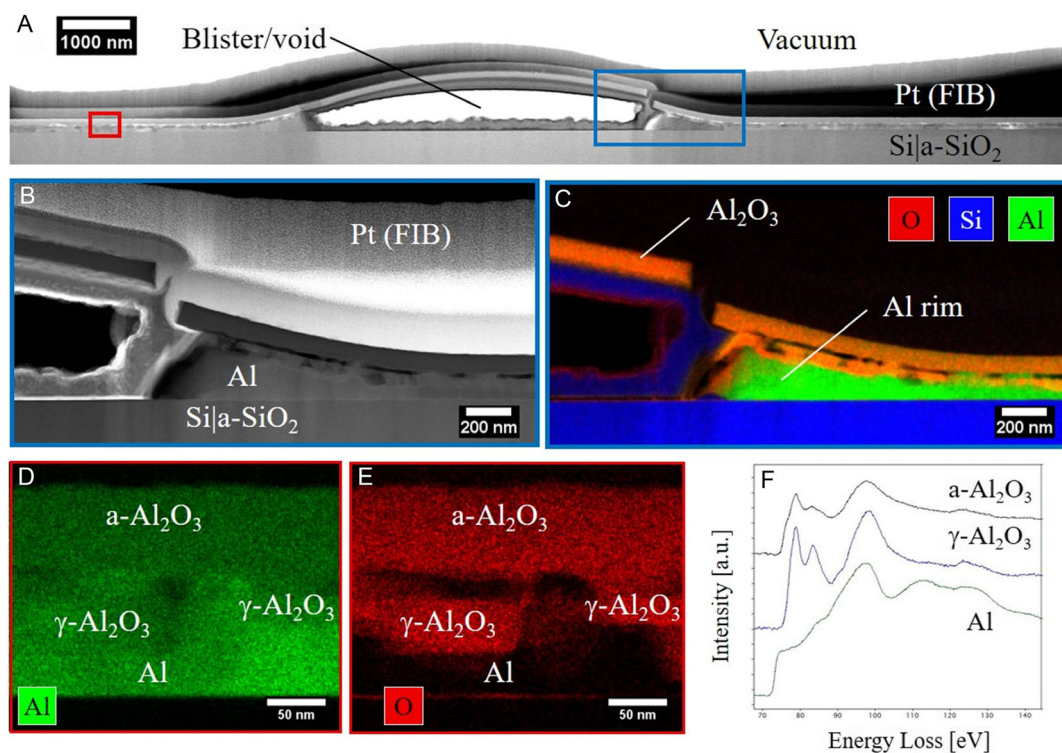 A
1000 nm
Blister/void
Vacuum
Pt (FIB)
Si|a-SiO₂
B
Pt (FIB)
Al
Si|a-SiO₂
200 nm
C
Al₂O₃
O
Si
Al
Al rim
200 nm
D
a-Al₂O₃
γ-Al₂O₃
γ-Al₂O₃
Al
Al
50 nm
E
a-Al₂O₃
γ-Al₂O₃
γ-Al₂O₃
Al
O
50 nm
F
a-Al₂O₃
γ-Al₂O₃
Al
Intensity [a.u.]
70 80 90 100 110 120 130 140
Energy Loss [eV]